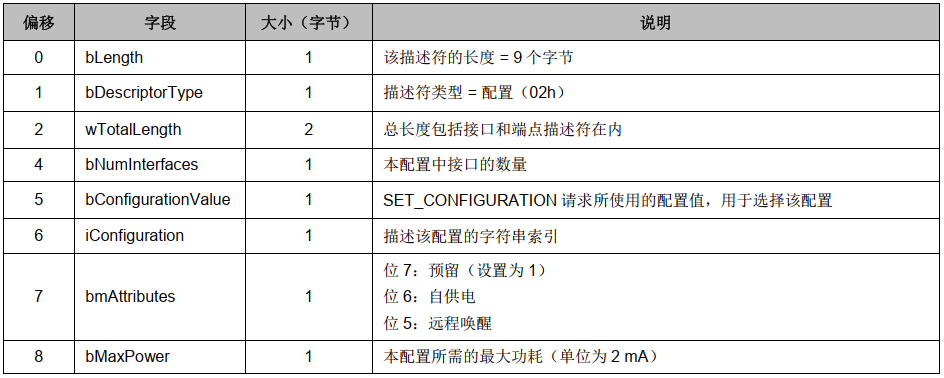 偏移 字段 大小（字节） 说明
0 bLength 1 该描述符的长度 = 9 个字节
1 bDescriptorType 1 描述符类型 = 配置（02h）
2 wTotalLength 2 总长度包括接口和端点描述符在内
4 bNumInterfaces 1 本配置中接口的数量
5 bConfigurationValue 1 SET_CONFIGURATION 请求所使用的配置值，用于选择该配置
6 iConfiguration 1 描述该配置的字符串索引
7 bmAttributes 1 位 7：预留（设置为 1）
位 6：自供电
位 5：远程唤醒
8 bMaxPower 1 本配置所需的最大功耗（单位为 2 mA）